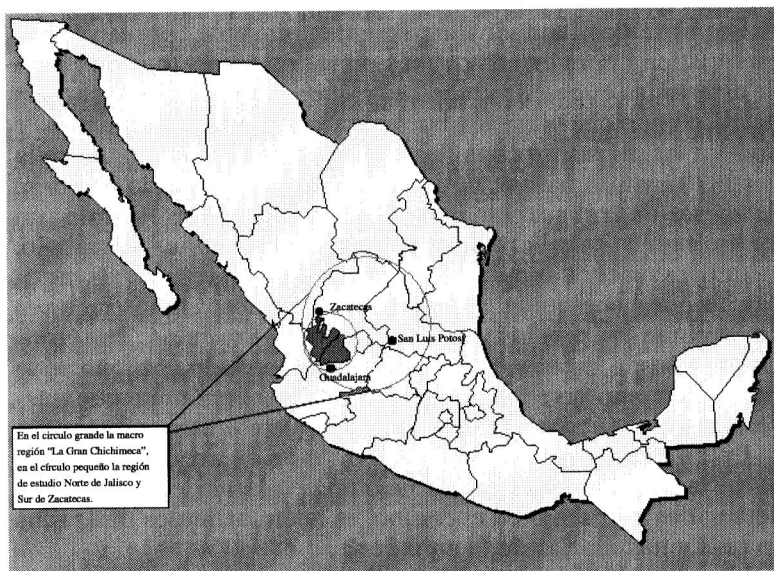 Zacatecas
San Luis Potosí
Guadalajara
En el circulo grande la macro
región “La Gran Chichimeca”,
en el círculo pequeño la región
de estudio Norte de Jalisco y
Sur de Zacatecas.